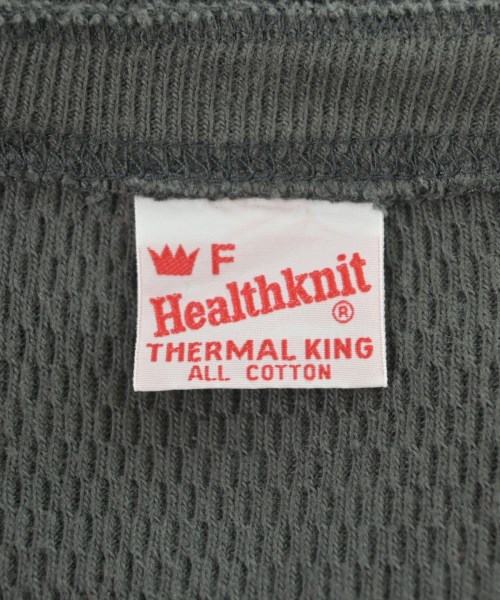 F
Healthknit
®
THERMAL KING
ALL COTTON